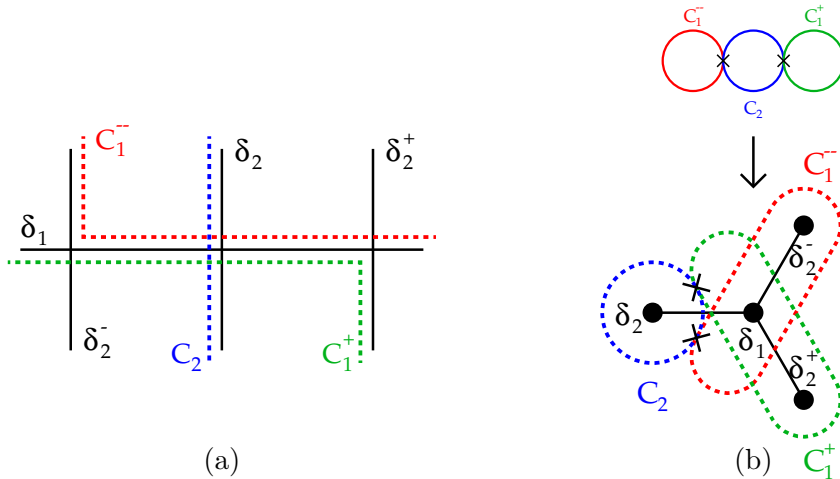 C₁⁻⁻ δ₂ δ₂⁺
δ₁
δ₂⁻ C₂ C₁⁺
(a)
C₁⁻⁻ C₁⁺
C₂
C₁⁻⁻
δ₂⁻
δ₂ δ₁
δ₂⁺
C₂
C₁⁺
(b)